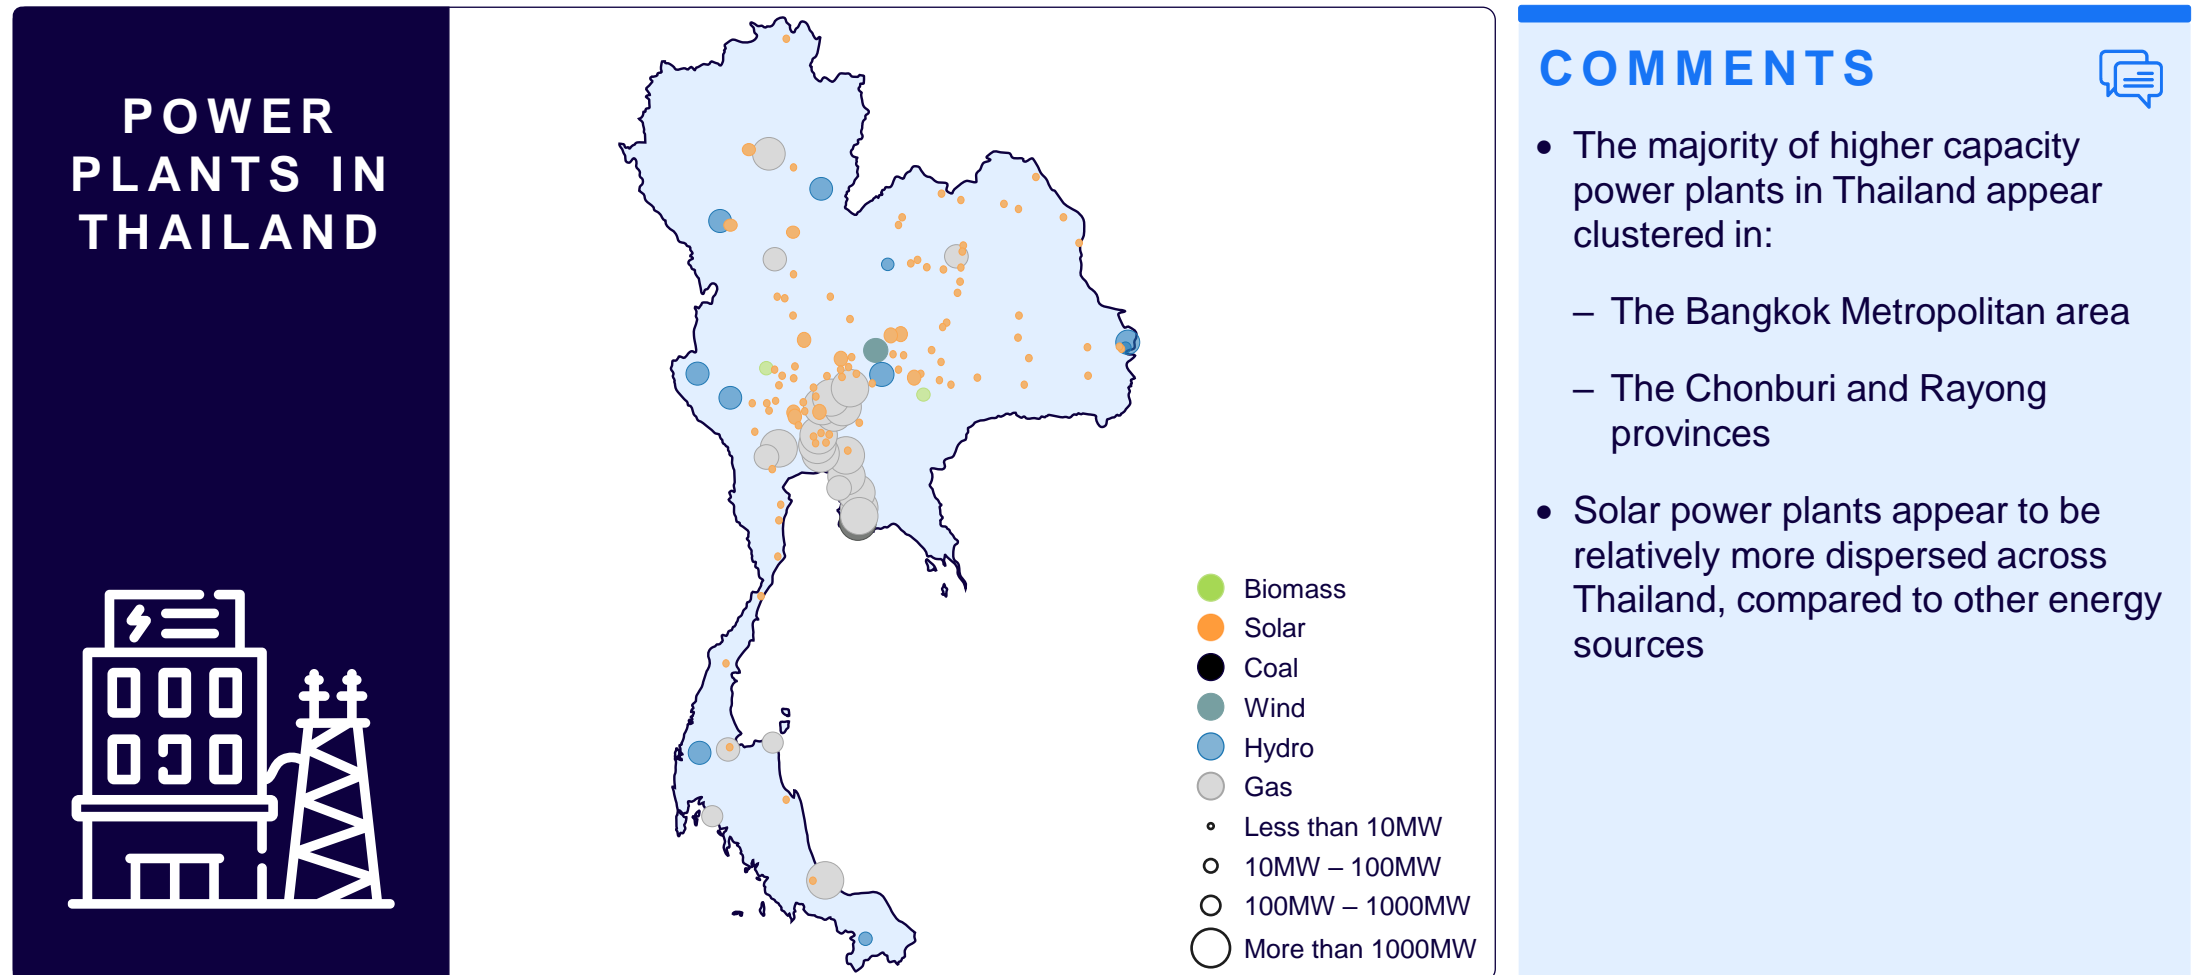 POWER
PLANTS IN
THAILAND
Biomass
Solar
Coal
Wind
Hydro
Gas
Less than 10MW
10MW – 100MW
100MW – 1000MW
More than 1000MW
COMMENTS
• The majority of higher capacity
power plants in Thailand appear
clustered in:
– The Bangkok Metropolitan area
– The Chonburi and Rayong
provinces
• Solar power plants appear to be
relatively more dispersed across
Thailand, compared to other energy
sources